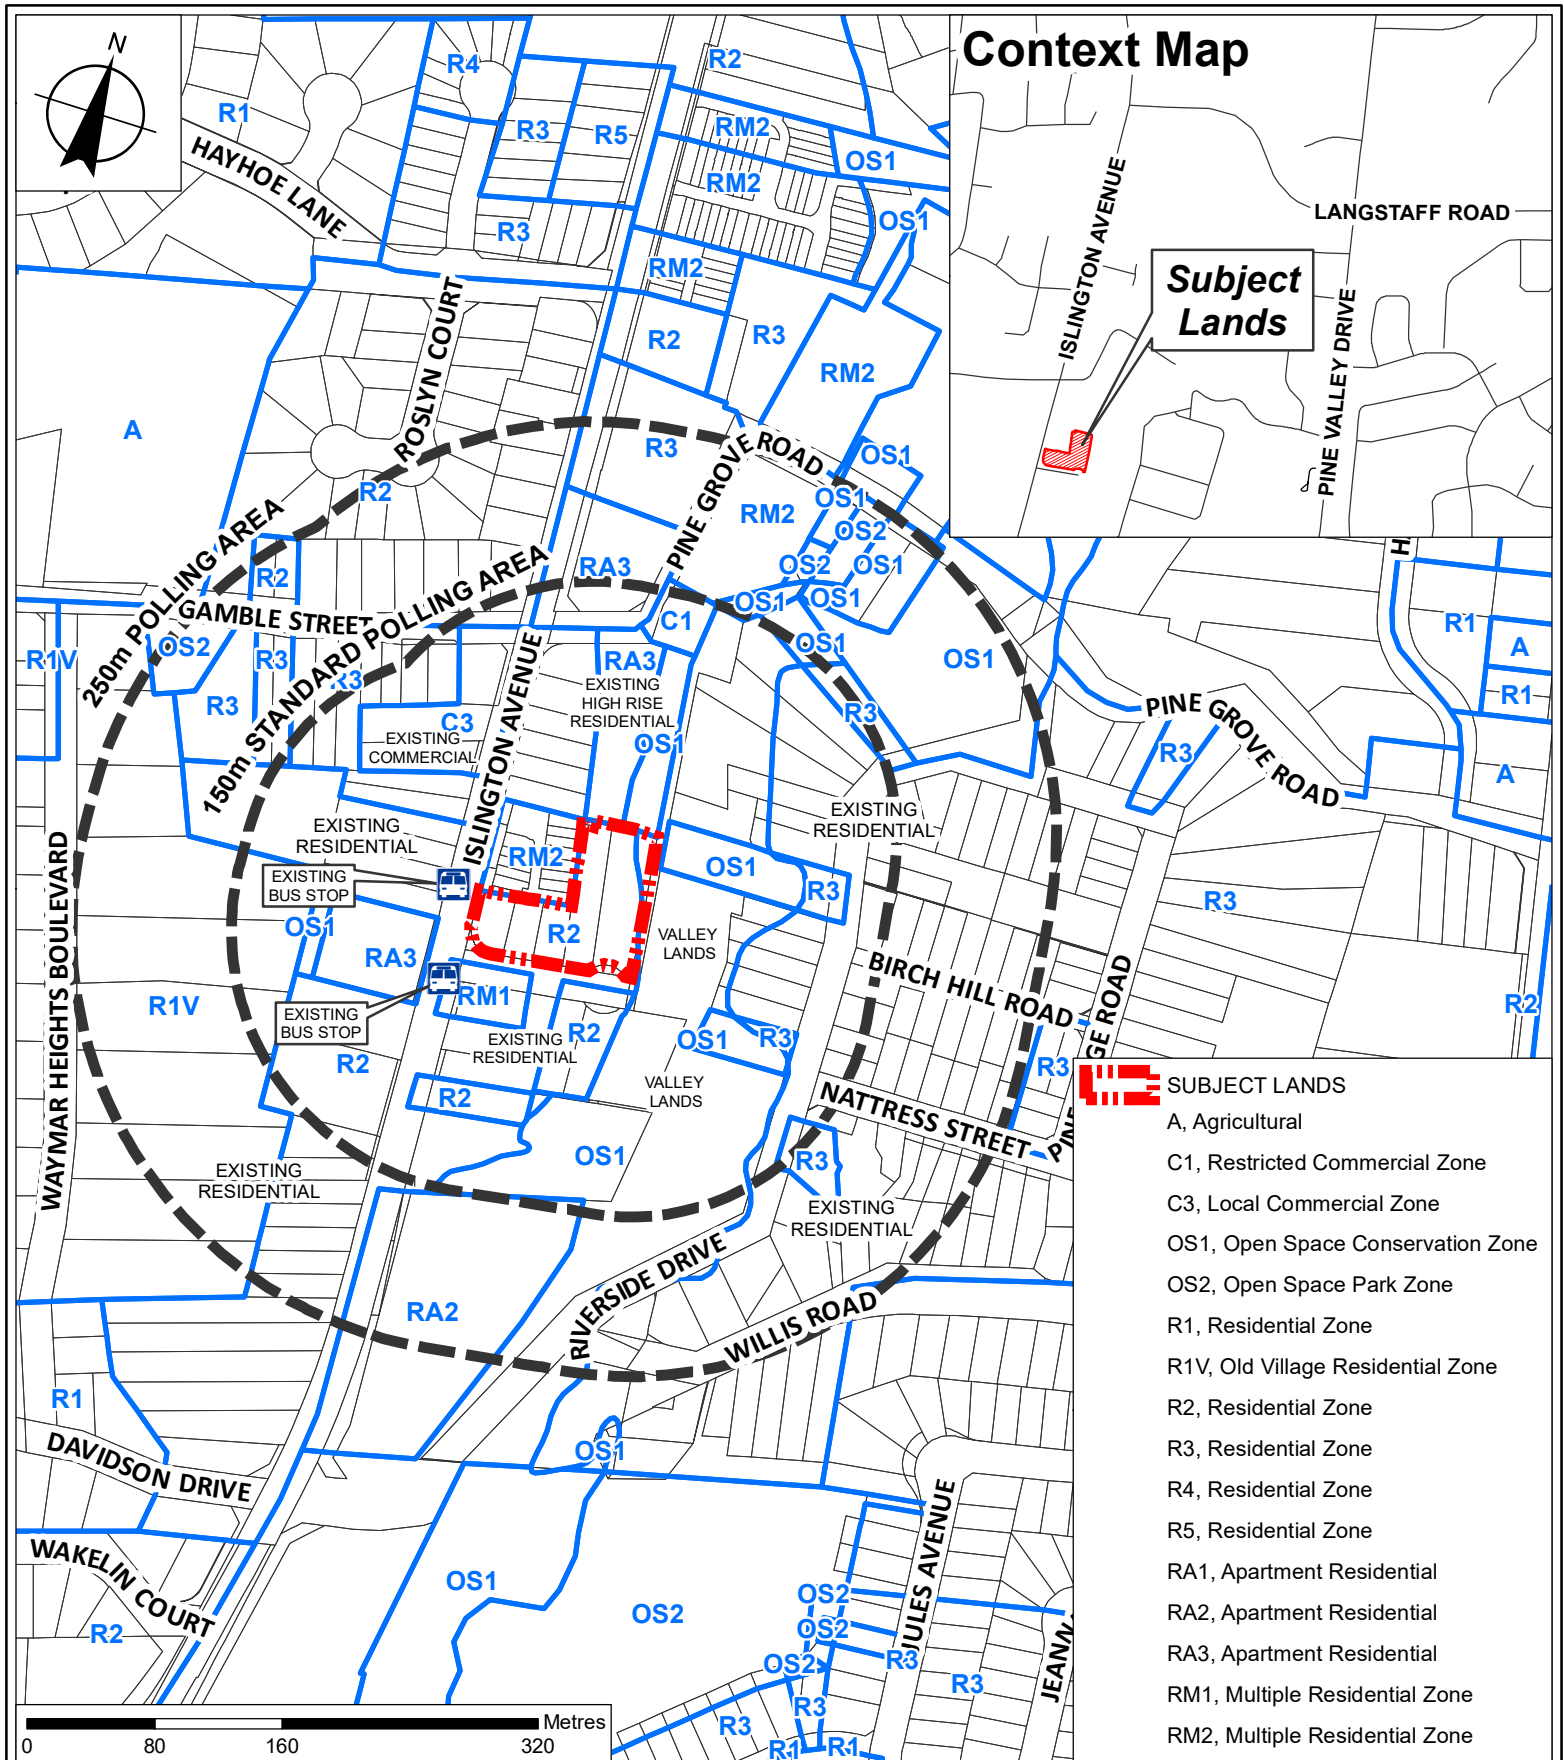 N
Context Map
LANGSTAFF ROAD
ISLINGTON AVENUE
Subject
Lands
PINE VALLEY DRIVE
R4
R2
R1
R3
R5
RM2
OS1
HAYHOE LANE
RM2
R3
OS1
RM2
ROSLYN COURT
R2
R3
RM2
A
R3
PINE GROVE ROAD
OS1
R2
OS1
RM2
OS2
250m POLLING AREA
150m STANDARD POLLING AREA
RA3
OS2
OS1
R2
OS1
OS1
GAMBLE STREET
C1
R1
A
R1V
OS2
R3
R3
RA3
OS1
OS1
R1
R3
EXISTING
HIGH RISE
RESIDENTIAL
R3
PINE GROVE ROAD
C3
EXISTING
COMMERCIAL
OS1
R3
A
ISLINGTON AVENUE
EXISTING
RESIDENTIAL
EXISTING
RESIDENTIAL
RM2
OS1
R3
R3
EXISTING
BUS STOP
WAYMAR HEIGHTS BOULEVARD
OS1
R2
VALLEY
LANDS
RA3
BIRCH HILL ROAD
R1V
RM1
R2
EXISTING
BUS STOP
EXISTING
RESIDENTIAL
R2
OS1
R3
R2
R3
GE ROAD
PINE
R2
VALLEY
LANDS
NATTRESS STREET
OS1
R3
EXISTING
RESIDENTIAL
EXISTING
RESIDENTIAL
RIVERSIDE DRIVE
RA2
WILLIS ROAD
R1
OS1
DAVIDSON DRIVE
WAKELIN COURT
R2
OS1
OS2
JULES AVENUE
OS2
OS2
OS2
R3
R3
R3
R3
R1
R1
SUBJECT LANDS
A, Agricultural
C1, Restricted Commercial Zone
C3, Local Commercial Zone
OS1, Open Space Conservation Zone
OS2, Open Space Park Zone
R1, Residential Zone
R1V, Old Village Residential Zone
R2, Residential Zone
R3, Residential Zone
R4, Residential Zone
R5, Residential Zone
RA1, Apartment Residential
RA2, Apartment Residential
RA3, Apartment Residential
RM1, Multiple Residential Zone
RM2, Multiple Residential Zone
Metres
0 80 160 320